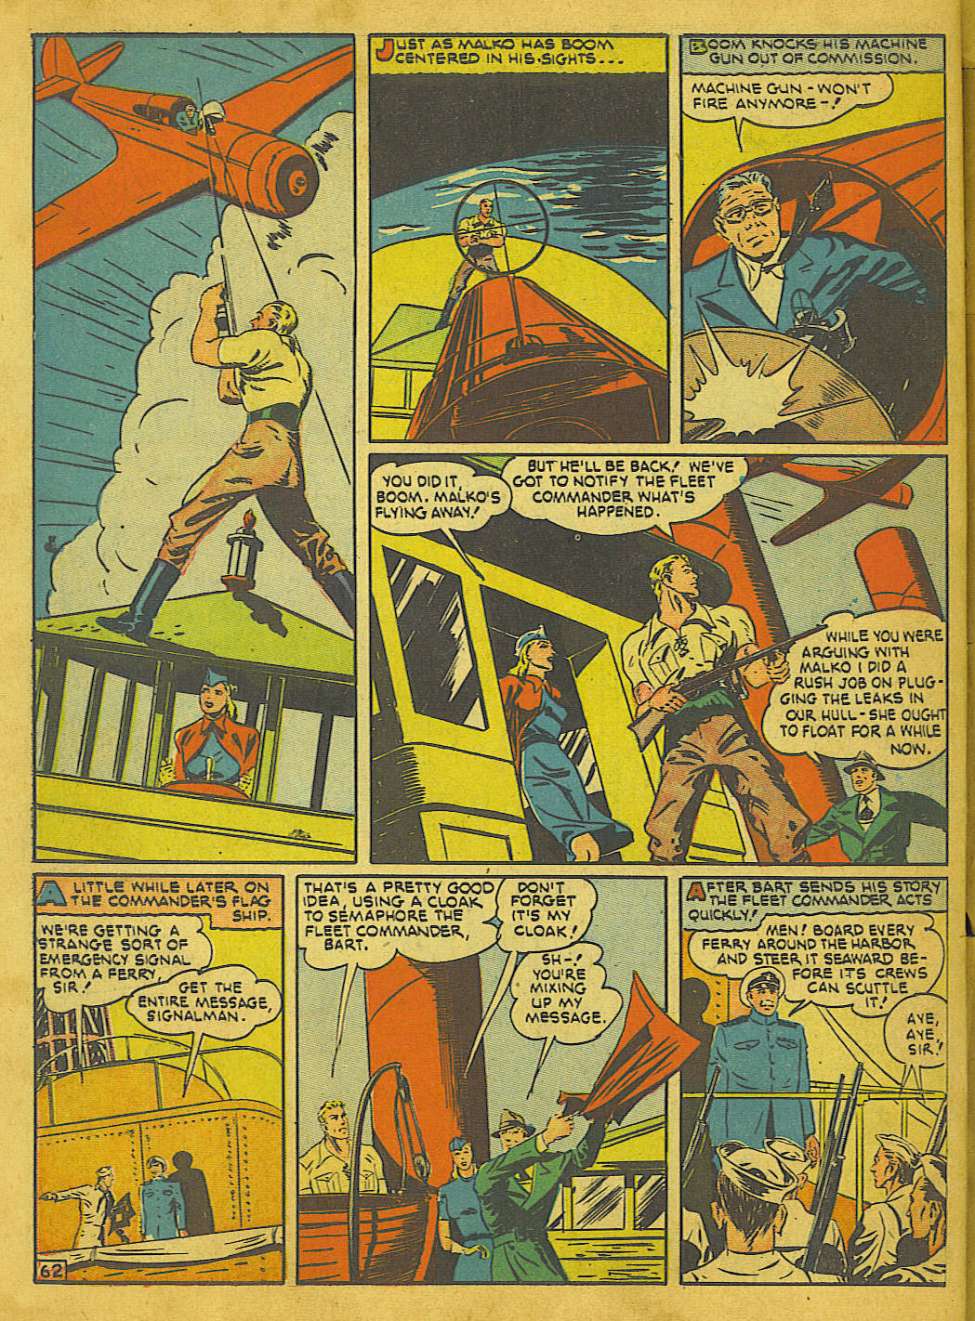 JUST AS MALKO HAS BOOM
CENTERED IN HIS SIGHTS...
BOOM KNOCKS HIS MACHINE
GUN OUT OF COMMISSION.
MACHINE GUN - WON'T
FIRE ANYMORE-!
YOU DID IT,
BOOM. MALKO'S
FLYING AWAY!
BUT HE'LL BE BACK! WE'VE
GOT TO NOTIFY THE FLEET
COMMANDER WHAT'S
HAPPENED.
WHILE YOU WERE
ARGUING WITH
MALKO I DID A
RUSH JOB ON PLUG-
GING THE LEAKS IN
OUR HULL - SHE OUGHT
TO FLOAT FOR A WHILE
NOW.
A LITTLE WHILE LATER ON
THE COMMANDER'S FLAG
SHIP.
WE'RE GETTING A
STRANGE SORT OF
EMERGENCY SIGNAL
FROM A FERRY,
SIR!
GET THE
ENTIRE MESSAGE,
SIGNALMAN.
62
THAT'S A PRETTY GOOD
IDEA, USING A CLOAK
TO SEMAPHORE THE
FLEET COMMANDER,
BART.
DON'T
FORGET
IT'S MY
CLOAK!
SH-!
YOU'RE
MIXING
UP MY
MESSAGE.
AFTER BART SENDS HIS STORY
THE FLEET COMMANDER ACTS
QUICKLY!
MEN! BOARD EVERY
FERRY AROUND THE HARBOR
AND STEER IT SEAWARD BE-
FORE ITS CREWS
CAN SCUTTLE
IT!
AYE,
AYE,
SIR!